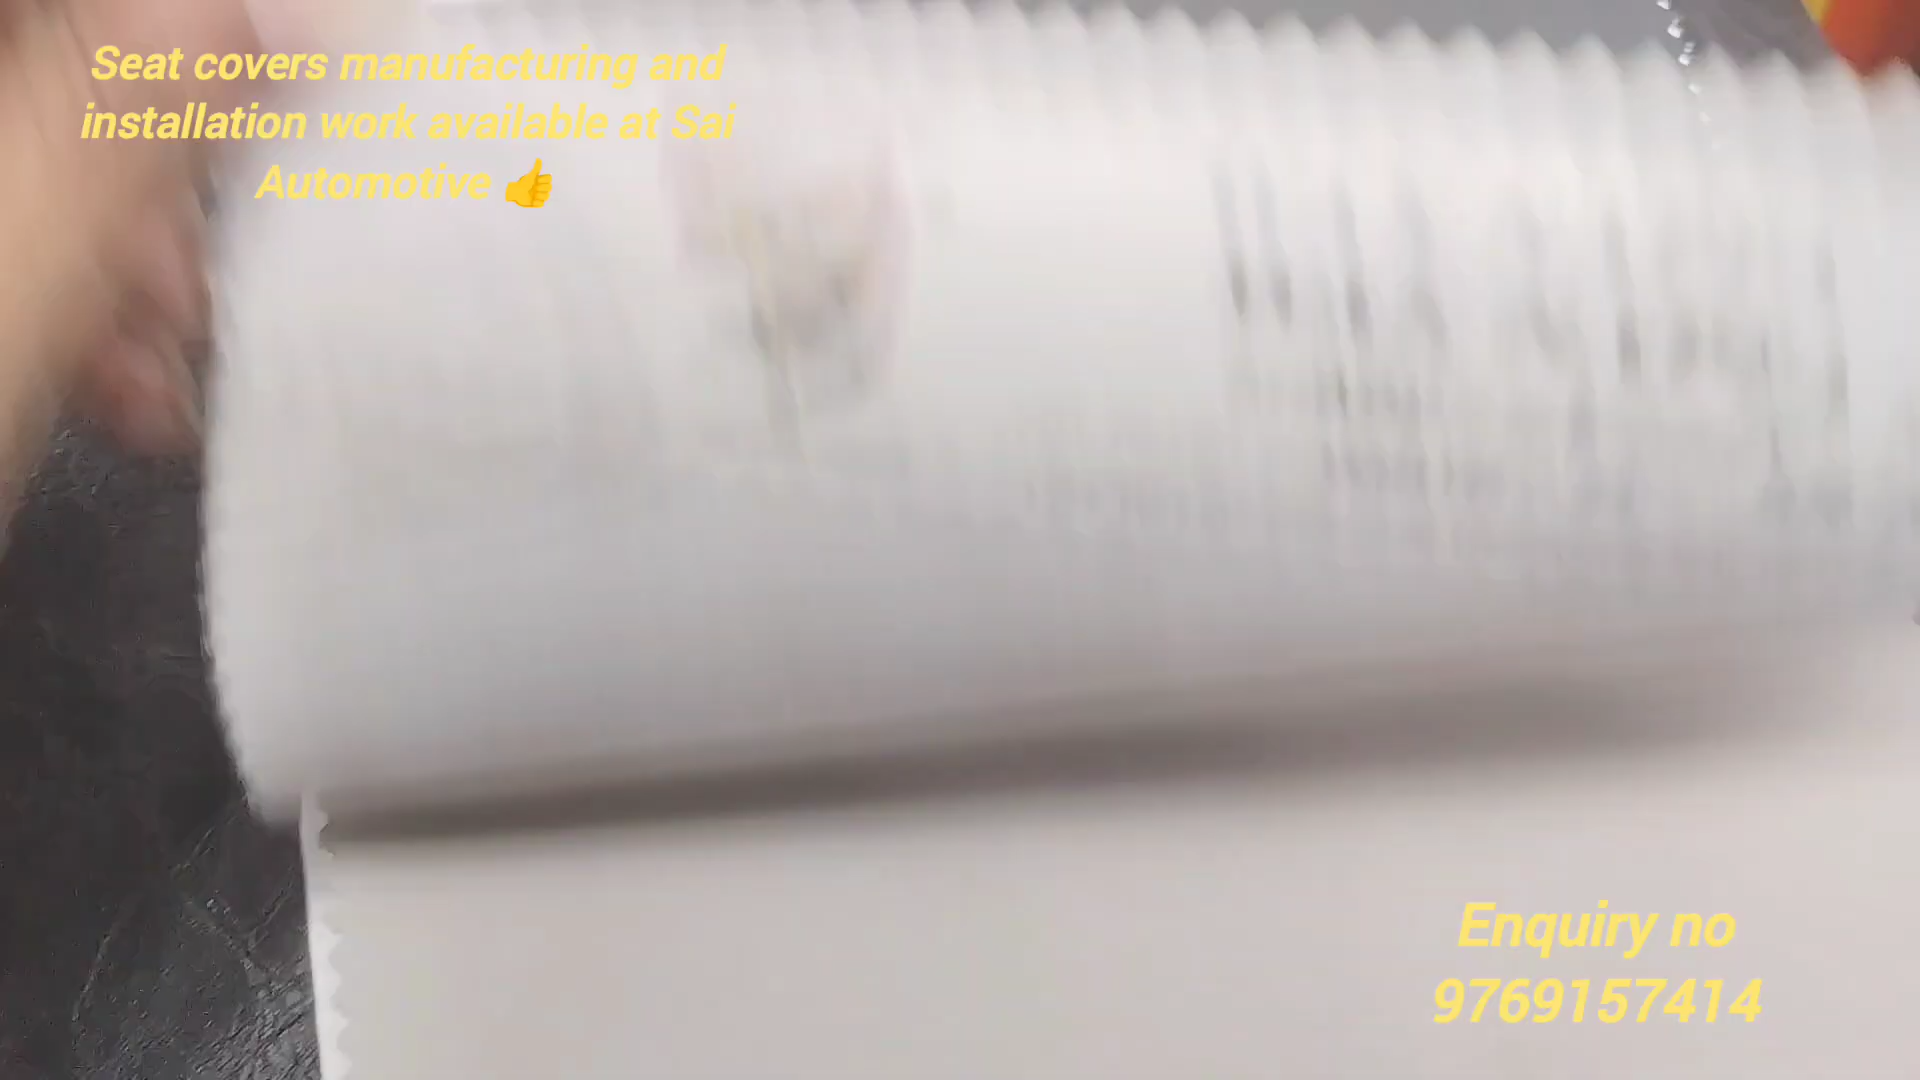 Seat covers manufacturing and
installation work available at Sai
Automotive 👍
Enquiry no
9769157414